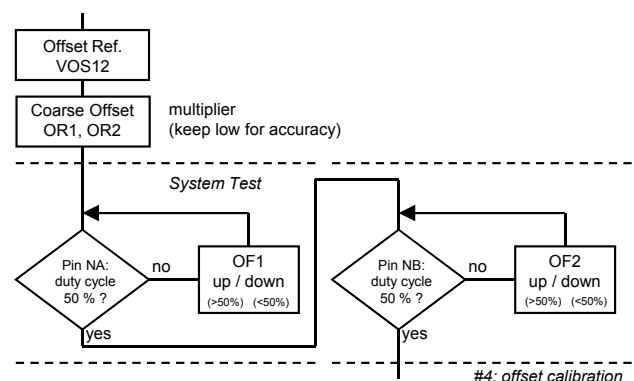 Offset Ref.
VOS12
Coarse Offset
OR1, OR2
multiplier
(keep low for accuracy)
System Test
Pin NA:
duty cycle
50 % ?
no
OF1
up / down
(>50%) (<50%)
yes
Pin NB:
duty cycle
50 % ?
no
OF2
up / down
(>50%) (<50%)
yes
#4: offset calibration